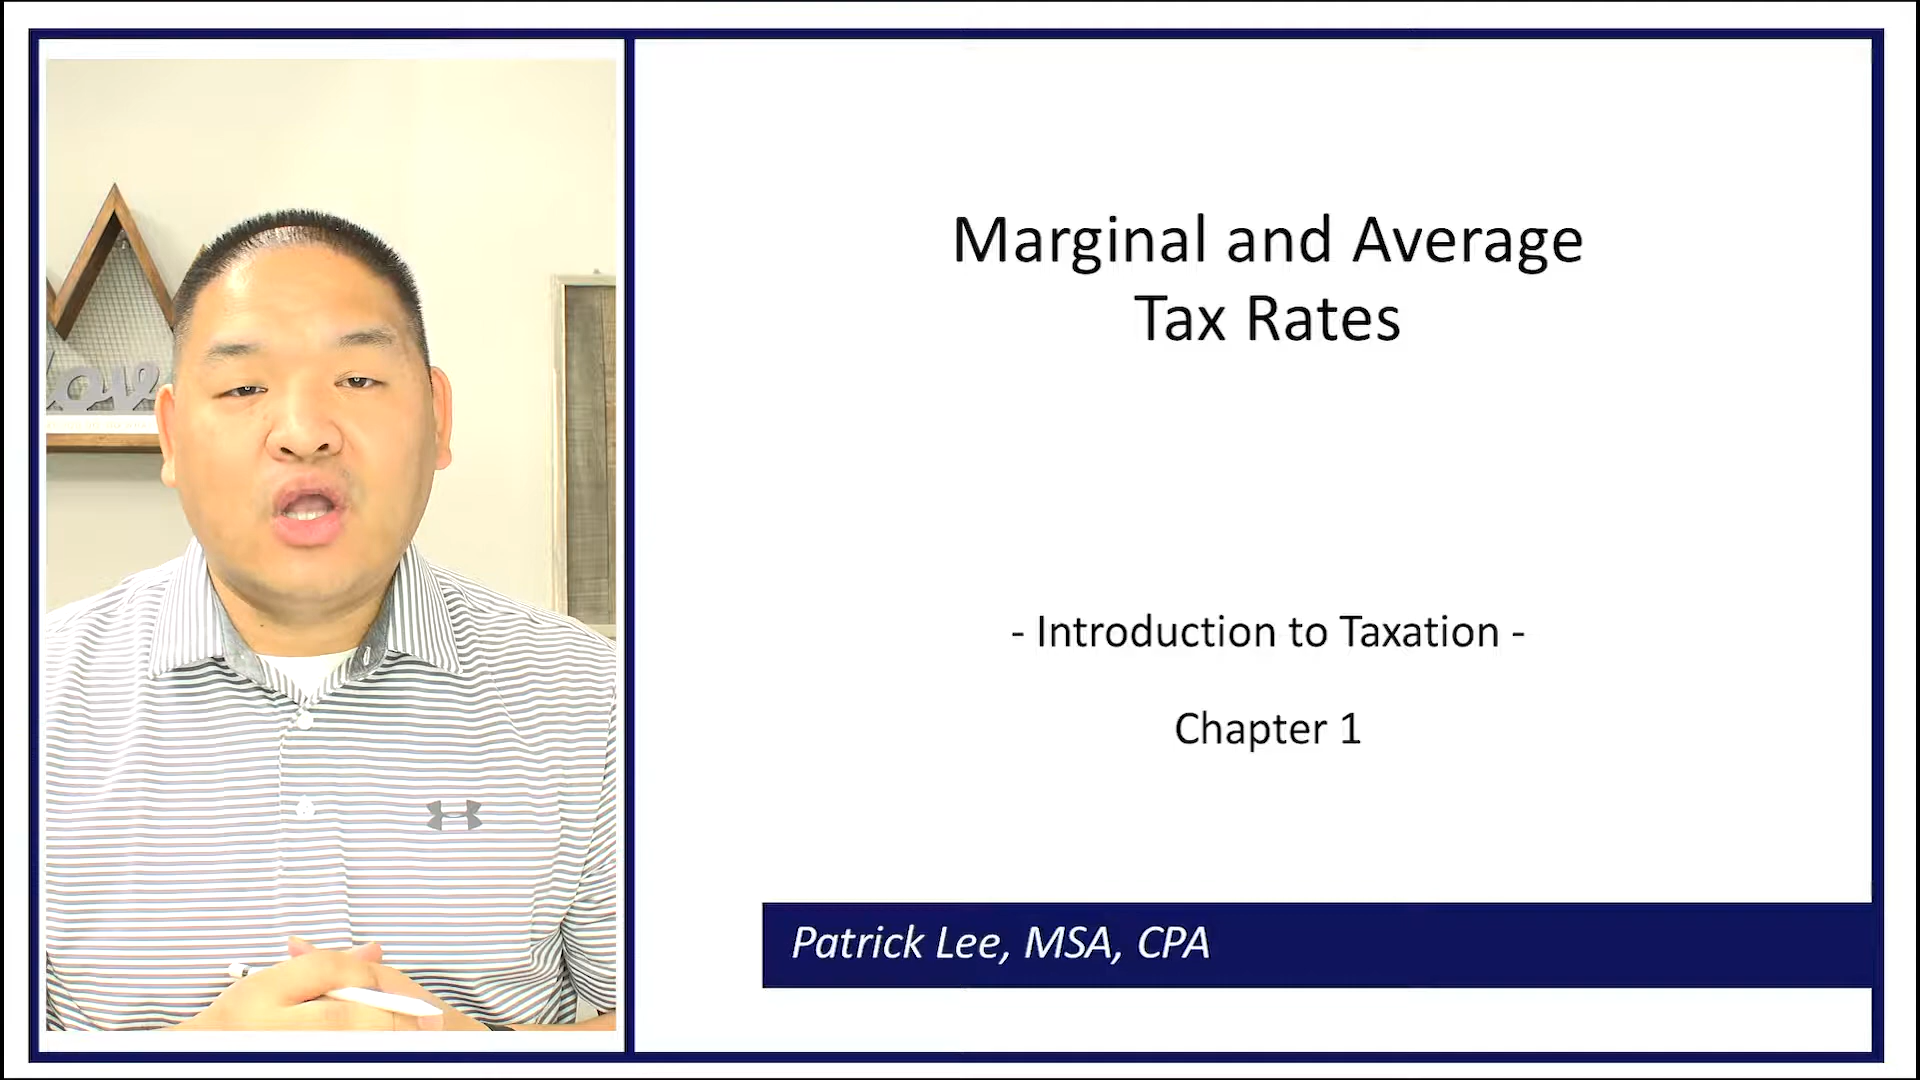 Marginal and Average
Tax Rates
- Introduction to Taxation -
Chapter 1
Patrick Lee, MSA, CPA